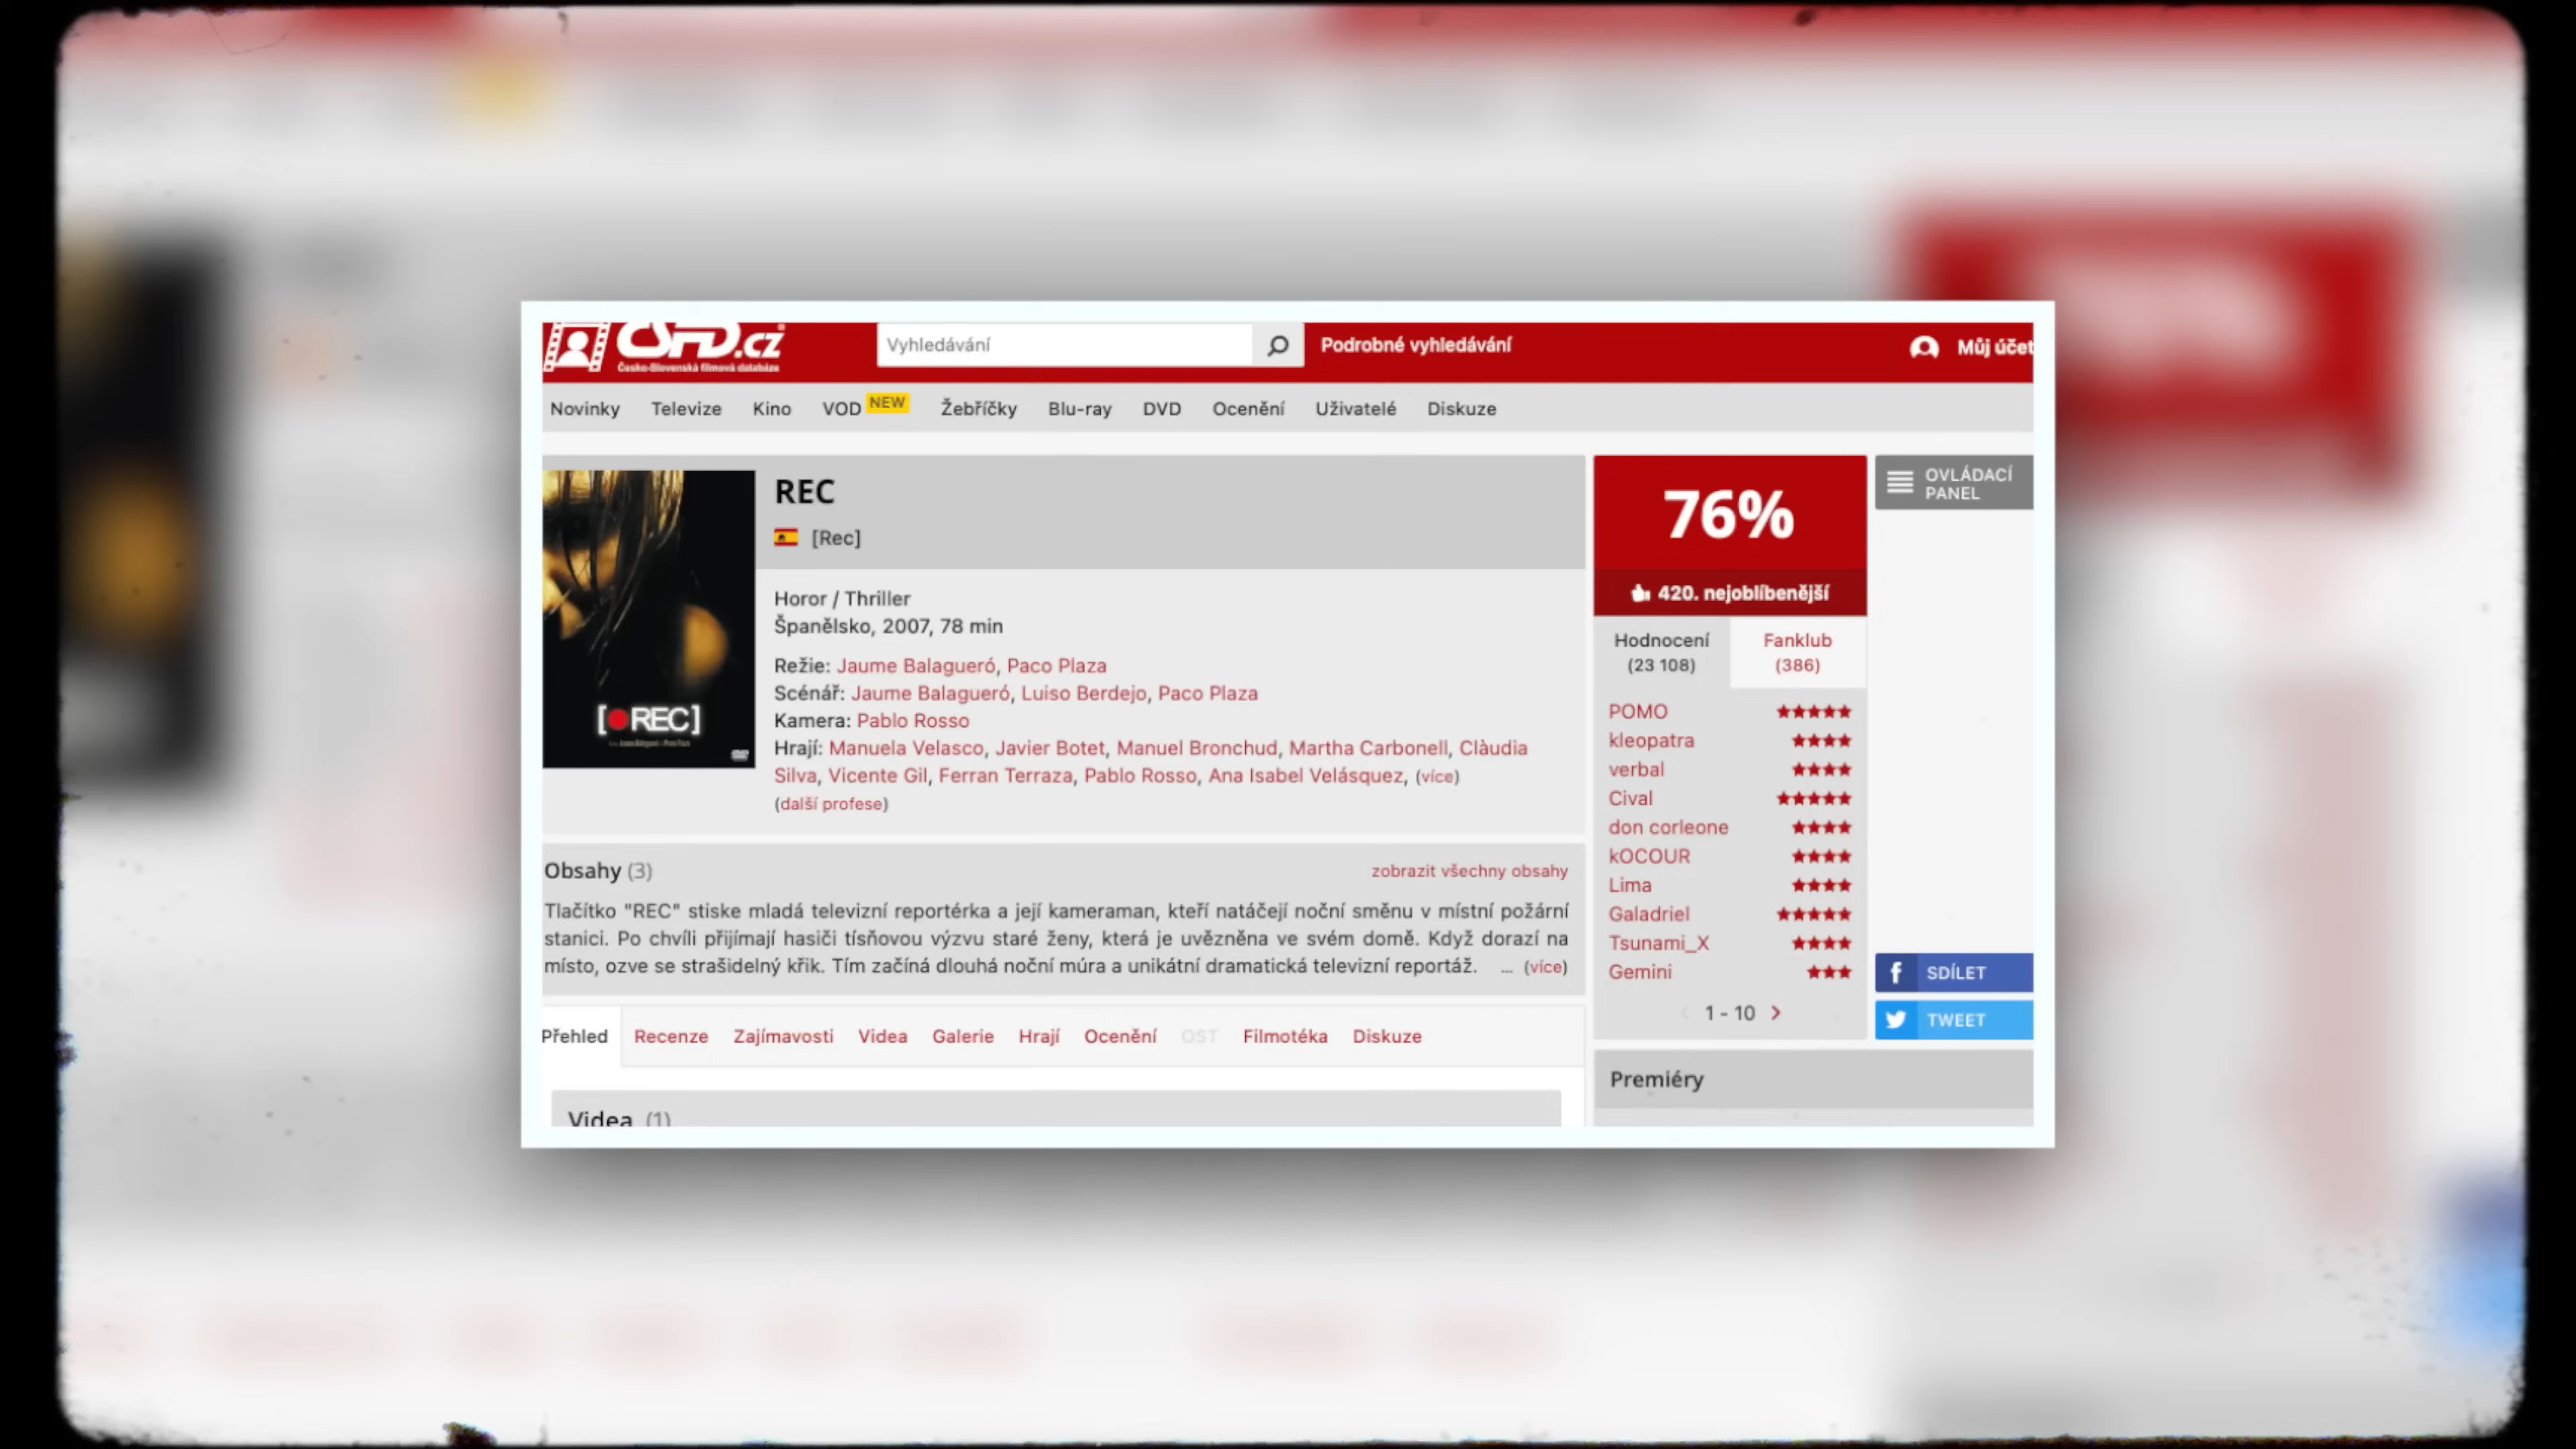 ČSFD.cz
Česko-Slovenská filmová databáze
Vyhledávání
Podrobné vyhledávání
Můj účet
Novinky
Televize
Kino
VOD NEW
Žebříčky
Blu-ray
DVD
Ocenění
Uživatelé
Diskuze
[REC]
REC
[Rec]
Horor / Thriller
Španělsko, 2007, 78 min
Režie: Jaume Balagueró, Paco Plaza
Scénář: Jaume Balagueró, Luiso Berdejo, Paco Plaza
Kamera: Pablo Rosso
Hrají: Manuela Velasco, Javier Botet, Manuel Bronchud, Martha Carbonell, Clàudia
Silva, Vicente Gil, Ferran Terraza, Pablo Rosso, Ana Isabel Velásquez, (více)
(další profese)
Obsahy (3)
zobrazit všechny obsahy
Tlačítko "REC" stiske mladá televizní reportérka a její kameraman, kteří natáčejí noční směnu v místní požární
stanici. Po chvíli přijímají hasiči tísňovou výzvu staré ženy, která je uvězněna ve svém domě. Když dorazí na
místo, ozve se strašidelný křik. Tím začíná dlouhá noční můra a unikátní dramatická televizní reportáž. ... (více)
Přehled
Recenze
Zajímavosti
Videa
Galerie
Hrají
Ocenění
OST
Filmotéka
Diskuze
Videa (1)
76%
420. nejoblíbenější
Hodnocení
(23 108)
Fanklub
(386)
POMO
kleopatra
verbal
Cival
don corleone
kOCOUR
Lima
Galadriel
Tsunami_X
Gemini
1 - 10
Premiéry
OVLÁDACÍ
PANEL
SDÍLET
TWEET